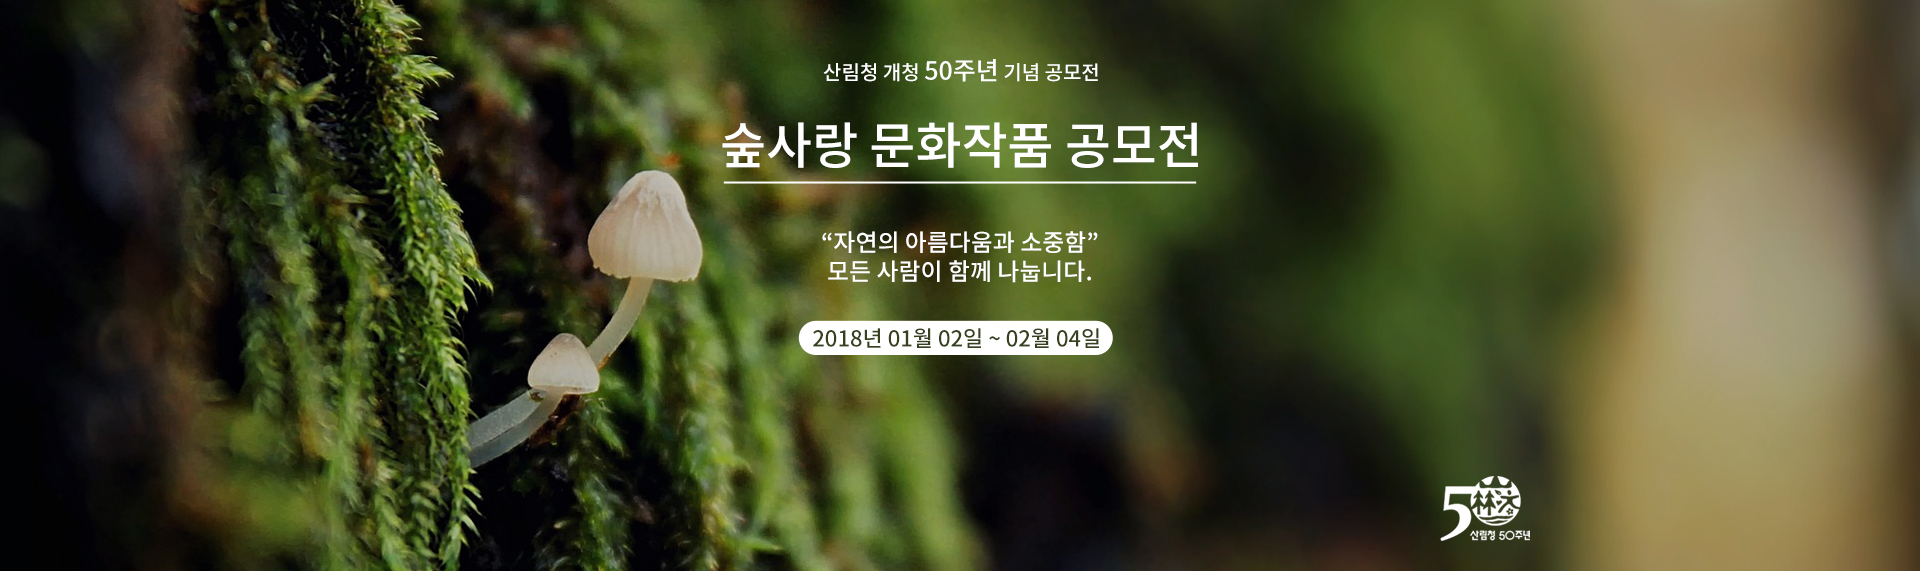 산림청 개청 50주년 기념 공모전
숲사랑 문화작품 공모전
“자연의 아름다움과 소중함”
모든 사람이 함께 나눕니다.
2018년 01월 02일 ~ 02월 04일
산림청 50주년